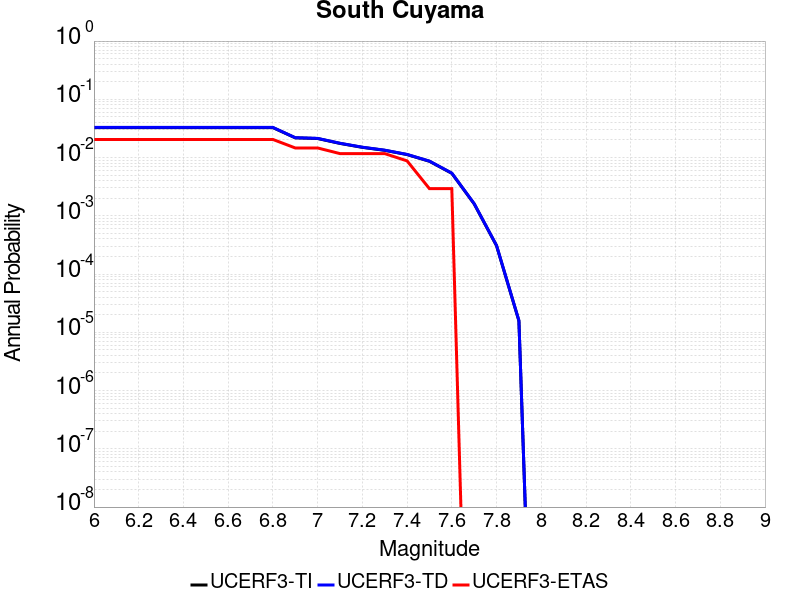 South Cuyama
10^0
10^-1
10^-2
10^-3
10^-4
10^-5
10^-6
10^-7
10^-8
Annual Probability
6 6.2 6.4 6.6 6.8 7 7.2 7.4 7.6 7.8 8 8.2 8.4 8.6 8.8 9
Magnitude
UCERF3-TI UCERF3-TD UCERF3-ETAS